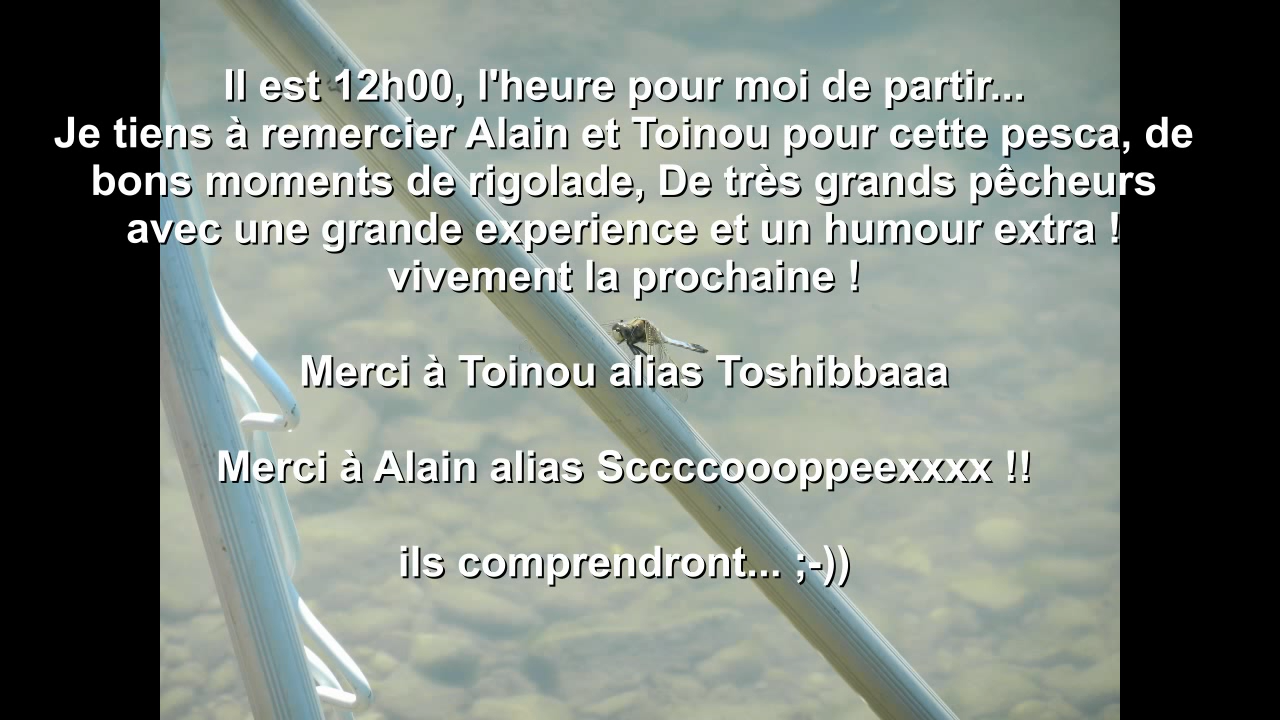 Il est 12h00, l'heure pour moi de partir...
Je tiens à remercier Alain et Toinou pour cette pesca, de
bons moments de rigolade, De très grands pêcheurs
avec une grande experience et un humour extra !
vivement la prochaine !
Merci à Toinou alias Toshibbaaa
Merci à Alain alias Sccccoooppeexxxx !!
ils comprendront... ;-))